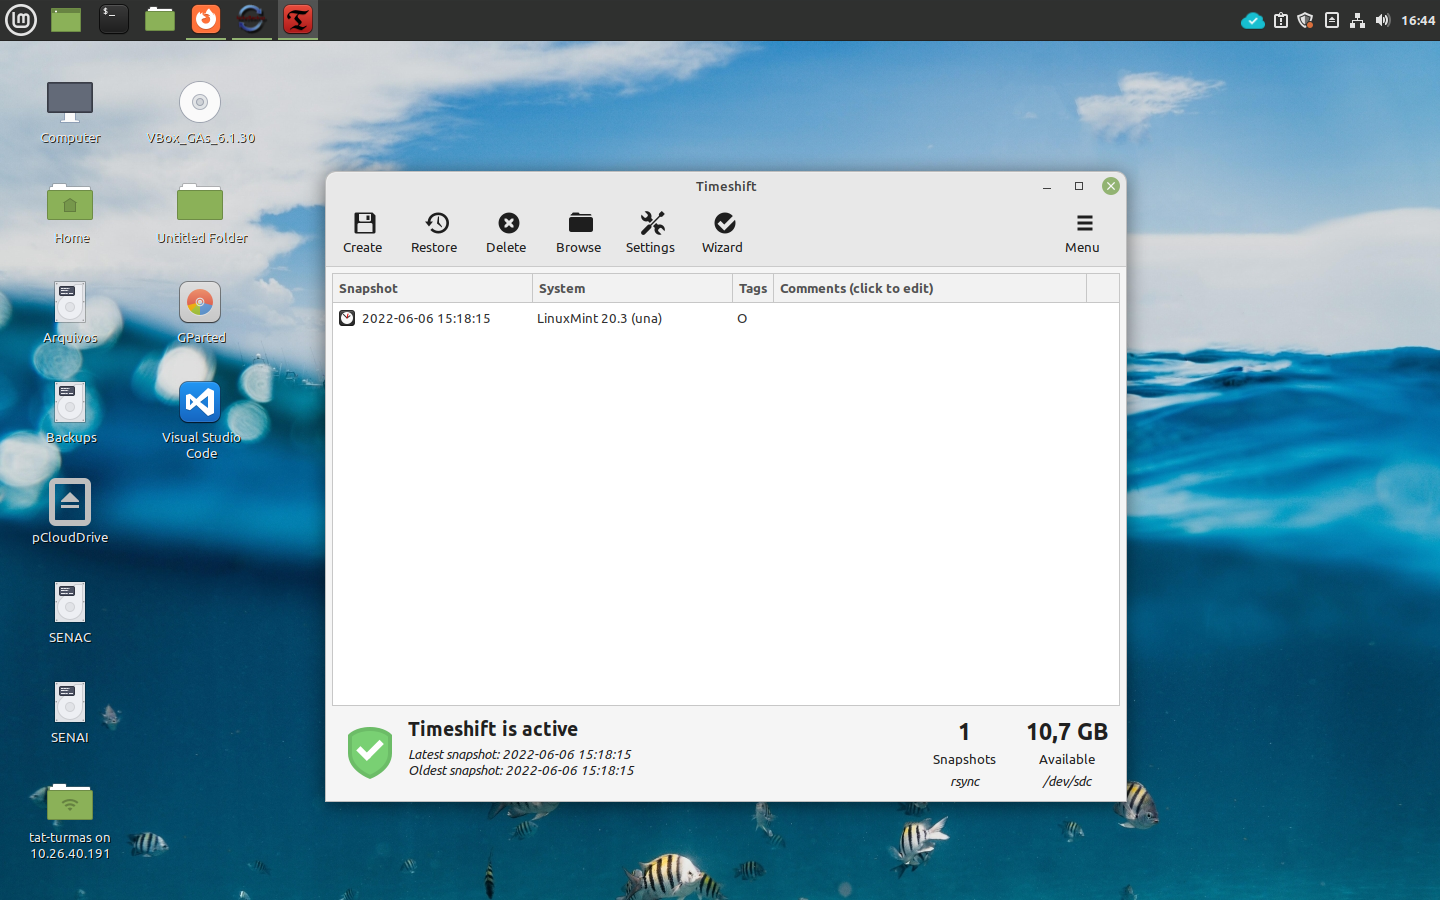 16:44
Computer
VBox_GAs_6.1.30
Home
Untitled Folder
Arquivos
GParted
Backups
Visual Studio
Code
pCloudDrive
SENAC
SENAI
tat-turmas on
10.26.40.191
Timeshift
Create
Restore
Delete
Browse
Settings
Wizard
Menu
Snapshot
System
Tags
Comments (click to edit)
2022-06-06 15:18:15
LinuxMint 20.3 (una)
O
Timeshift is active
Latest snapshot: 2022-06-06 15:18:15
Oldest snapshot: 2022-06-06 15:18:15
1
Snapshots
rsync
10,7 GB
Available
/dev/sdc